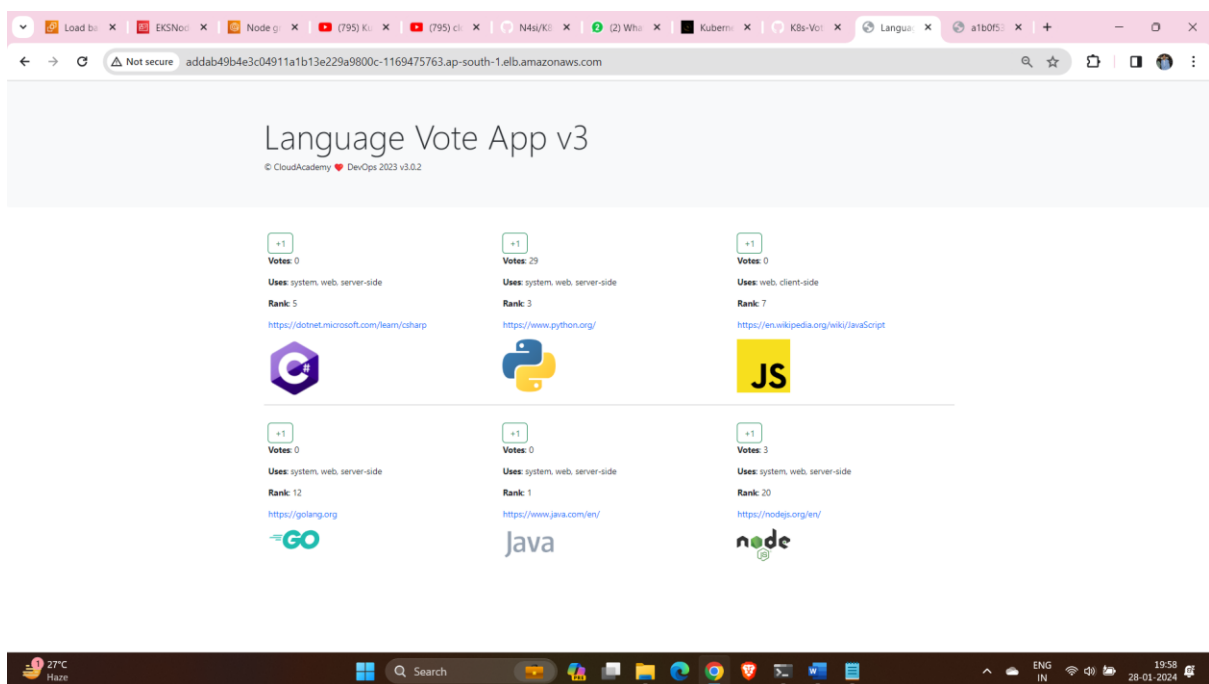 Load ba
EKSNod
Node g
(795) Ku
(795) cl
N4si/K8
(2) Wha
Kuberne
K8s-Vot
Languag
a1b0f53
Not secure addab49b4e3c04911a1b13e229a9800c-1169475763.ap-south-1.elb.amazonaws.com
Language Vote App v3
© CloudAcademy ❤ DevOps 2023 v3.0.2
+1
Votes: 0
Uses: system, web, server-side
Rank: 5
https://dotnet.microsoft.com/learn/csharp
C#
+1
Votes: 29
Uses: system, web, server-side
Rank: 3
https://www.python.org/
+1
Votes: 0
Uses: web, client-side
Rank: 7
https://en.wikipedia.org/wiki/JavaScript
JS
+1
Votes: 0
Uses: system, web, server-side
Rank: 12
https://golang.org
GO
+1
Votes: 0
Uses: system, web, server-side
Rank: 1
https://www.java.com/en/
Java
+1
Votes: 3
Uses: system, web, server-side
Rank: 20
https://nodejs.org/en/
node
JS
1
27°C
Haze
Search
ENG
IN
19:58
28-01-2024